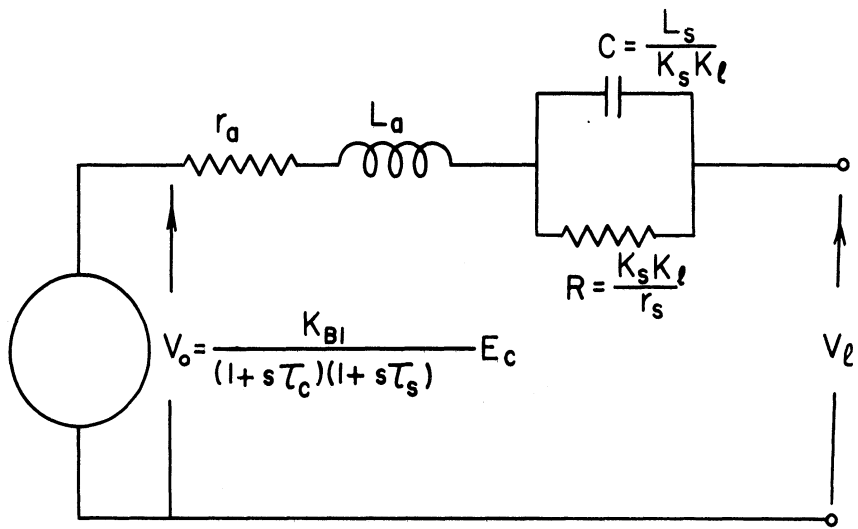 C = L_s / K_s K_ℓ
r_a
L_a
R = K_s K_ℓ / r_s
V_o = K_B1 / (1 + sτ_c)(1 + sτ_s) E_c
V_ℓ